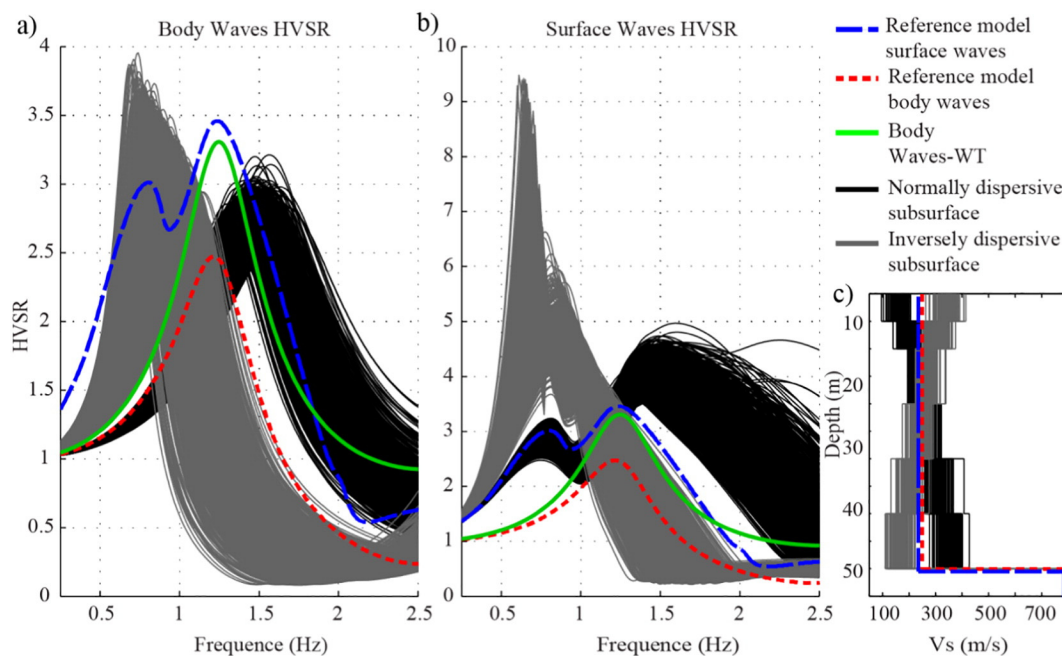 a)
Body Waves HVSR
4
3.5
3
2.5
2
1.5
1
0.5
0
HVSR
0.5
1
1.5
2
2.5
Frequence (Hz)
b)
Surface Waves HVSR
10
9
8
7
6
5
4
3
2
1
0
0.5
1
1.5
2
2.5
Frequence (Hz)
Reference model
surface waves
Reference model
body waves
Body
Waves-WT
Normally dispersive
subsurface
Inversely dispersive
subsurface
c)
10
20
30
40
50
Depth (m)
100
300
500
700
Vs (m/s)